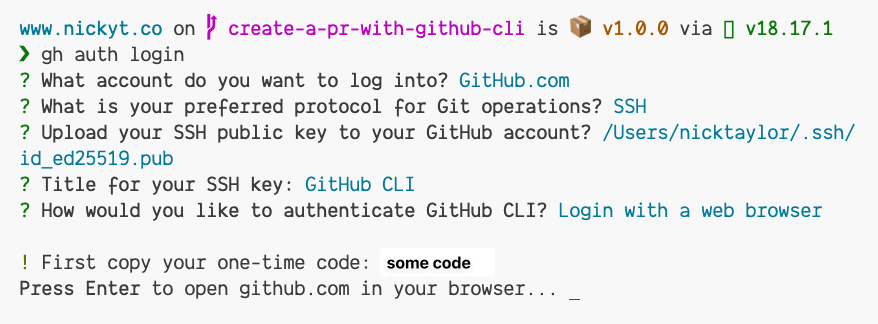 www.nickyt.co on create-a-pr-with-github-cli is 📦 v1.0.0 via v18.17.1
❯ gh auth login
? What account do you want to log into? GitHub.com
? What is your preferred protocol for Git operations? SSH
? Upload your SSH public key to your GitHub account? /Users/nicktaylor/.ssh/
id_ed25519.pub
? Title for your SSH key: GitHub CLI
? How would you like to authenticate GitHub CLI? Login with a web browser
! First copy your one-time code: some code
Press Enter to open github.com in your browser... _